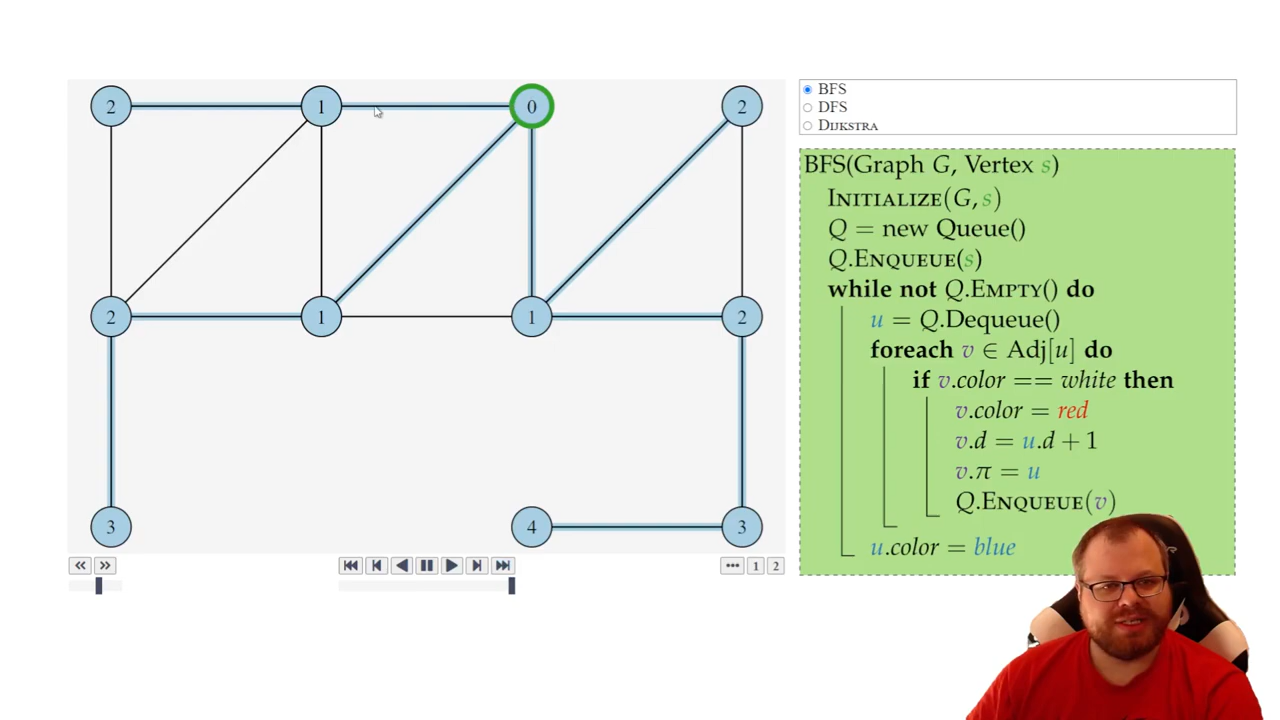 2 1 0 2
2 1 1 2
3 4 3
BFS
DFS
DIJKSTRA
BFS(Graph G, Vertex s)
INITIALIZE(G, s)
Q = new Queue()
Q.ENQUEUE(s)
while not Q.EMPTY() do
u = Q.Dequeue()
foreach v ∈ Adj[u] do
if v.color == white then
v.color = red
v.d = u.d + 1
v.π = u
Q.ENQUEUE(v)
u.color = blue
••• 1 2